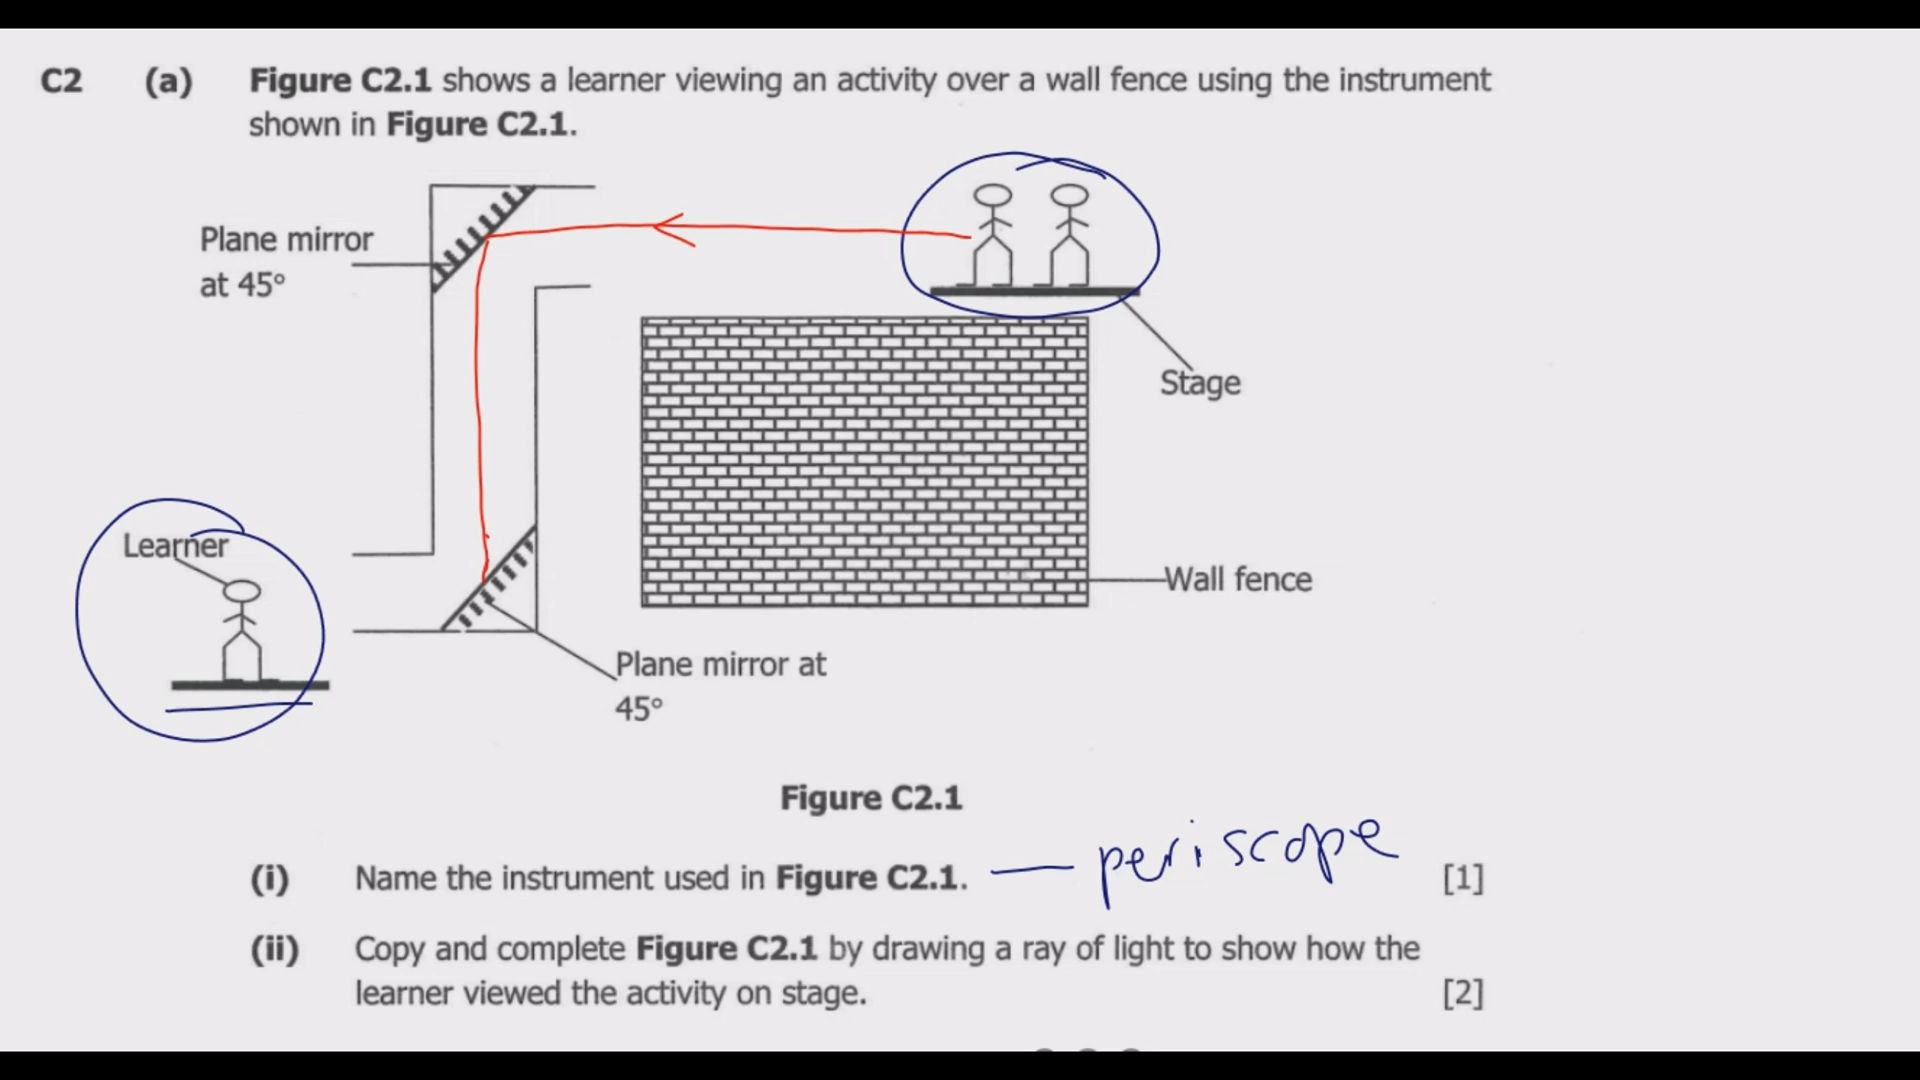 C2 (a) Figure C2.1 shows a learner viewing an activity over a wall fence using the instrument
shown in Figure C2.1.
Plane mirror
at 45°
Stage
Learner
Wall fence
Plane mirror at
45°
Figure C2.1
(i) Name the instrument used in Figure C2.1. — periscope [1]
(ii) Copy and complete Figure C2.1 by drawing a ray of light to show how the
learner viewed the activity on stage. [2]